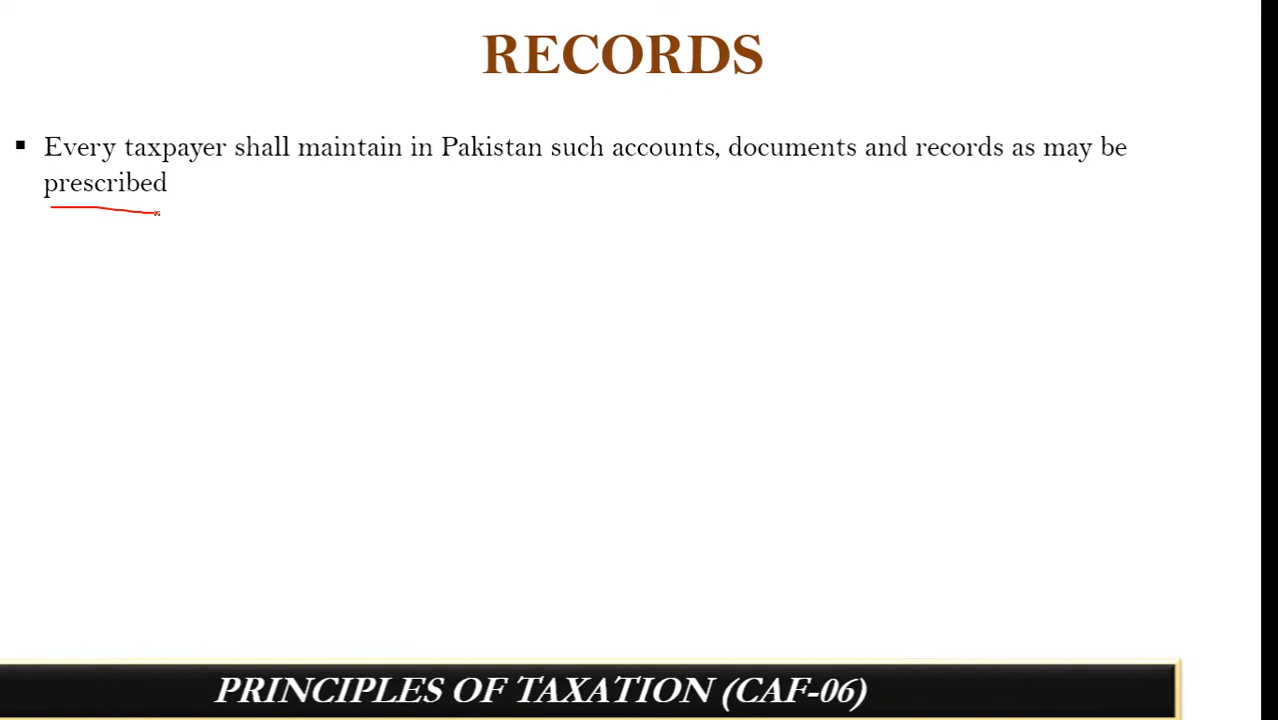 RECORDS
▪ Every taxpayer shall maintain in Pakistan such accounts, documents and records as may be
prescribed
PRINCIPLES OF TAXATION (CAF-06)